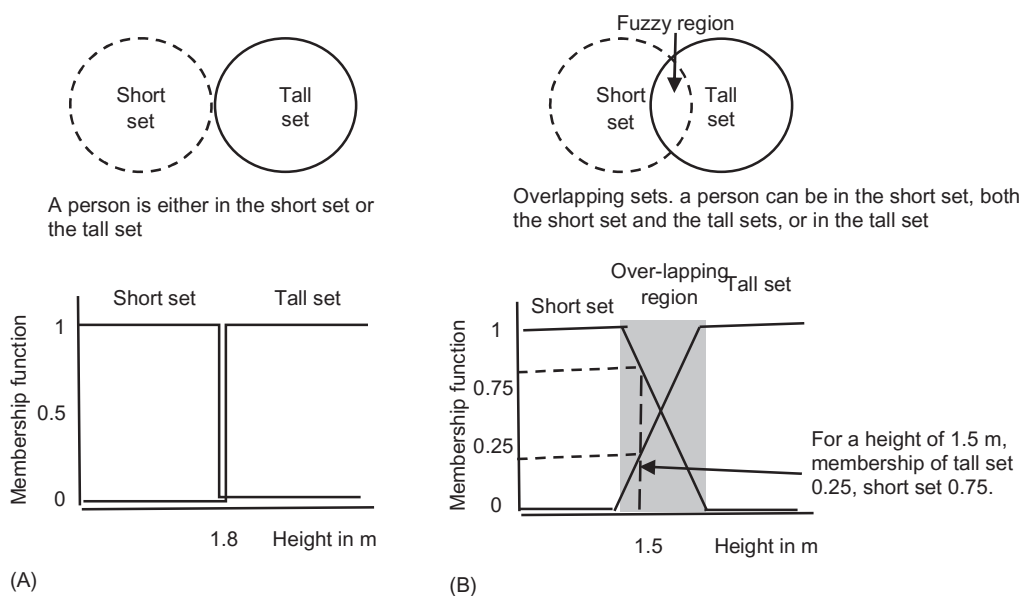 Short
set
Tall
set
A person is either in the short set or
the tall set
Short set
Tall set
Membership function
1
0.5
0
1.8
Height in m
(A)
Fuzzy region
Short
set
Tall
set
Overlapping sets. a person can be in the short set, both
the short set and the tall sets, or in the tall set
Over-lapping
region
Short set
Tall set
Membership function
1
0.75
0.25
0
For a height of 1.5 m,
membership of tall set
0.25, short set 0.75.
1.5
Height in m
(B)